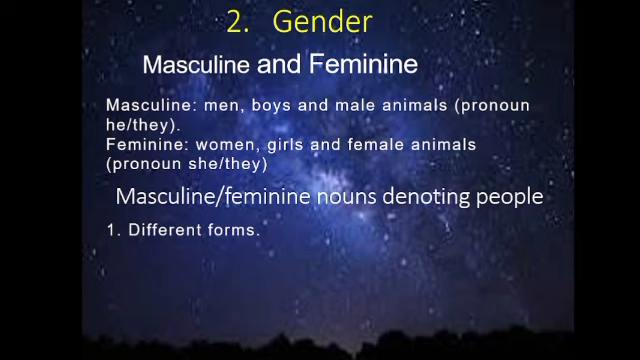 2. Gender
Masculine and Feminine
Masculine: men, boys and male animals (pronoun
he/they).
Feminine: women, girls and female animals
(pronoun she/they)
Masculine/feminine nouns denoting people
1. Different forms.